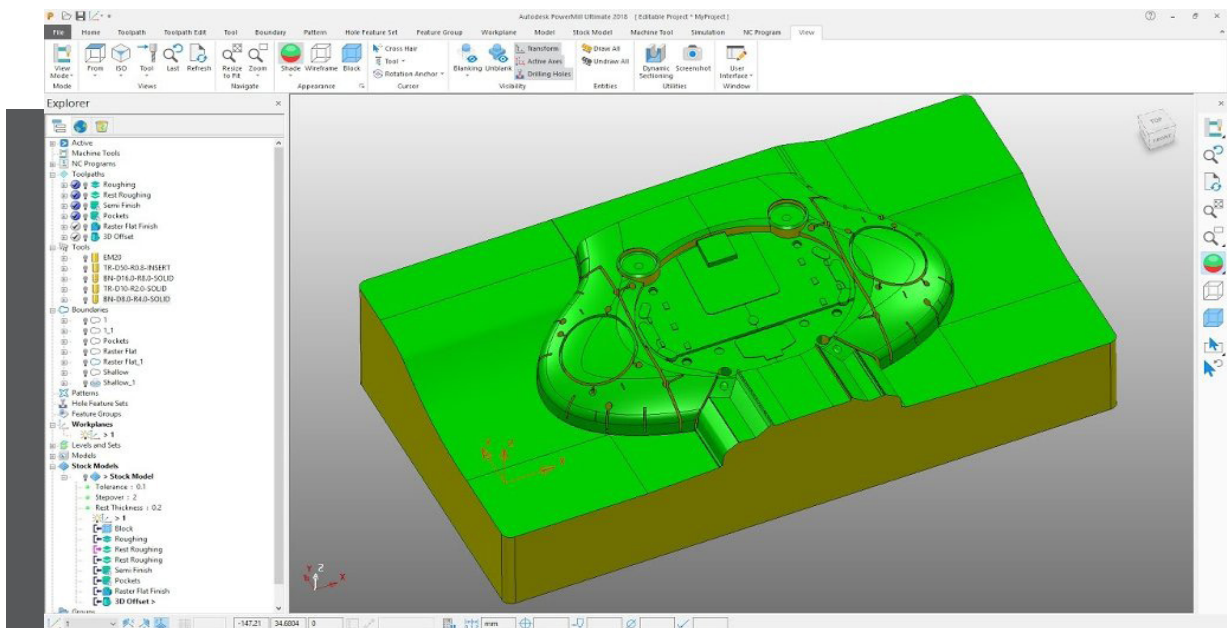 Autodesk PowerMill Ultimate 2018 [ Editable Project * MyProject ]
File Home Toolpath Toolpath Edit Tool Boundary Pattern Hole Feature Set Feature Group Workplane Model Stock Model Machine Tool Simulation NC Program View
View Mode From ISO Tool Last Refresh Resize to Fit Zoom Shade Wireframe Block
Cross Hair
Tool
Rotation Anchor
Blanking Unblank
Transform
Active Axes
Drilling Holes
Draw All
Undraw All
Dynamic Sectioning Screenshot User Interface
Mode Views Navigate Appearance Cursor Visibility Entities Utilities Window
Explorer
Active
Machine Tools
NC Programs
Toolpaths
Roughing
Rest Roughing
Semi Finish
Pockets
Raster Flat Finish
3D Offset
Tools
EM20
TR-D50-R0.8-INSERT
BN-D16.0-R8.0-SOLID
TR-D10-R2.0-SOLID
BN-D8.0-R4.0-SOLID
Boundaries
1
1_1
Pockets
Raster Flat
Raster Flat_1
Shallow
Shallow_1
Patterns
Hole Feature Sets
Feature Groups
Workplanes
> 1
Levels and Sets
Models
Stock Models
> Stock Model
Tolerance : 0.1
Stepover : 2
Rest Thickness : 0.2
> 1
Block
Roughing
Rest Roughing
Rest Roughing
Semi Finish
Pockets
Raster Flat Finish
3D Offset >
Groups
TOP
FRONT
X
Z
Y
X
1 -147.21 34.6804 0 mm